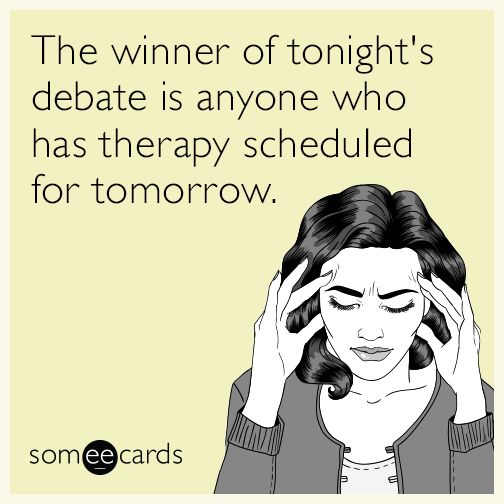 The winner of tonight's
debate is anyone who
has therapy scheduled
for tomorrow.
someecards